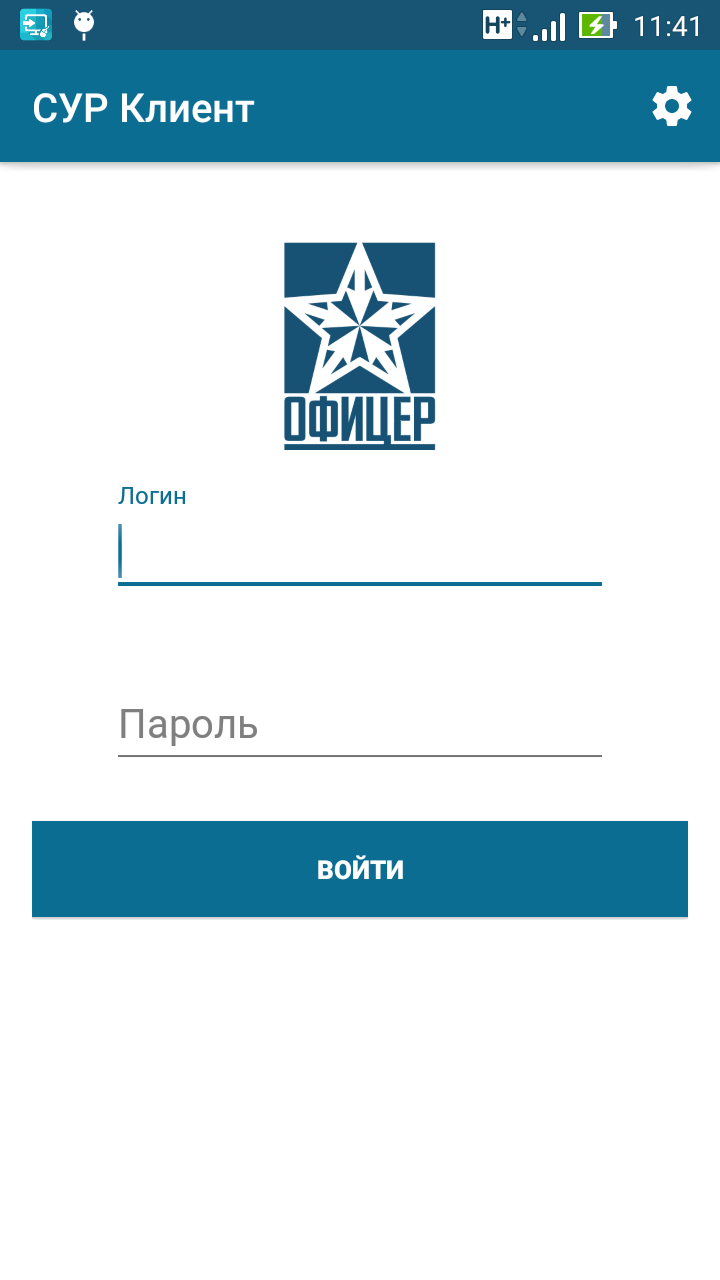 H+ 11:41
СУР Клиент
ОФИЦЕР
Логин
Пароль
ВОЙТИ